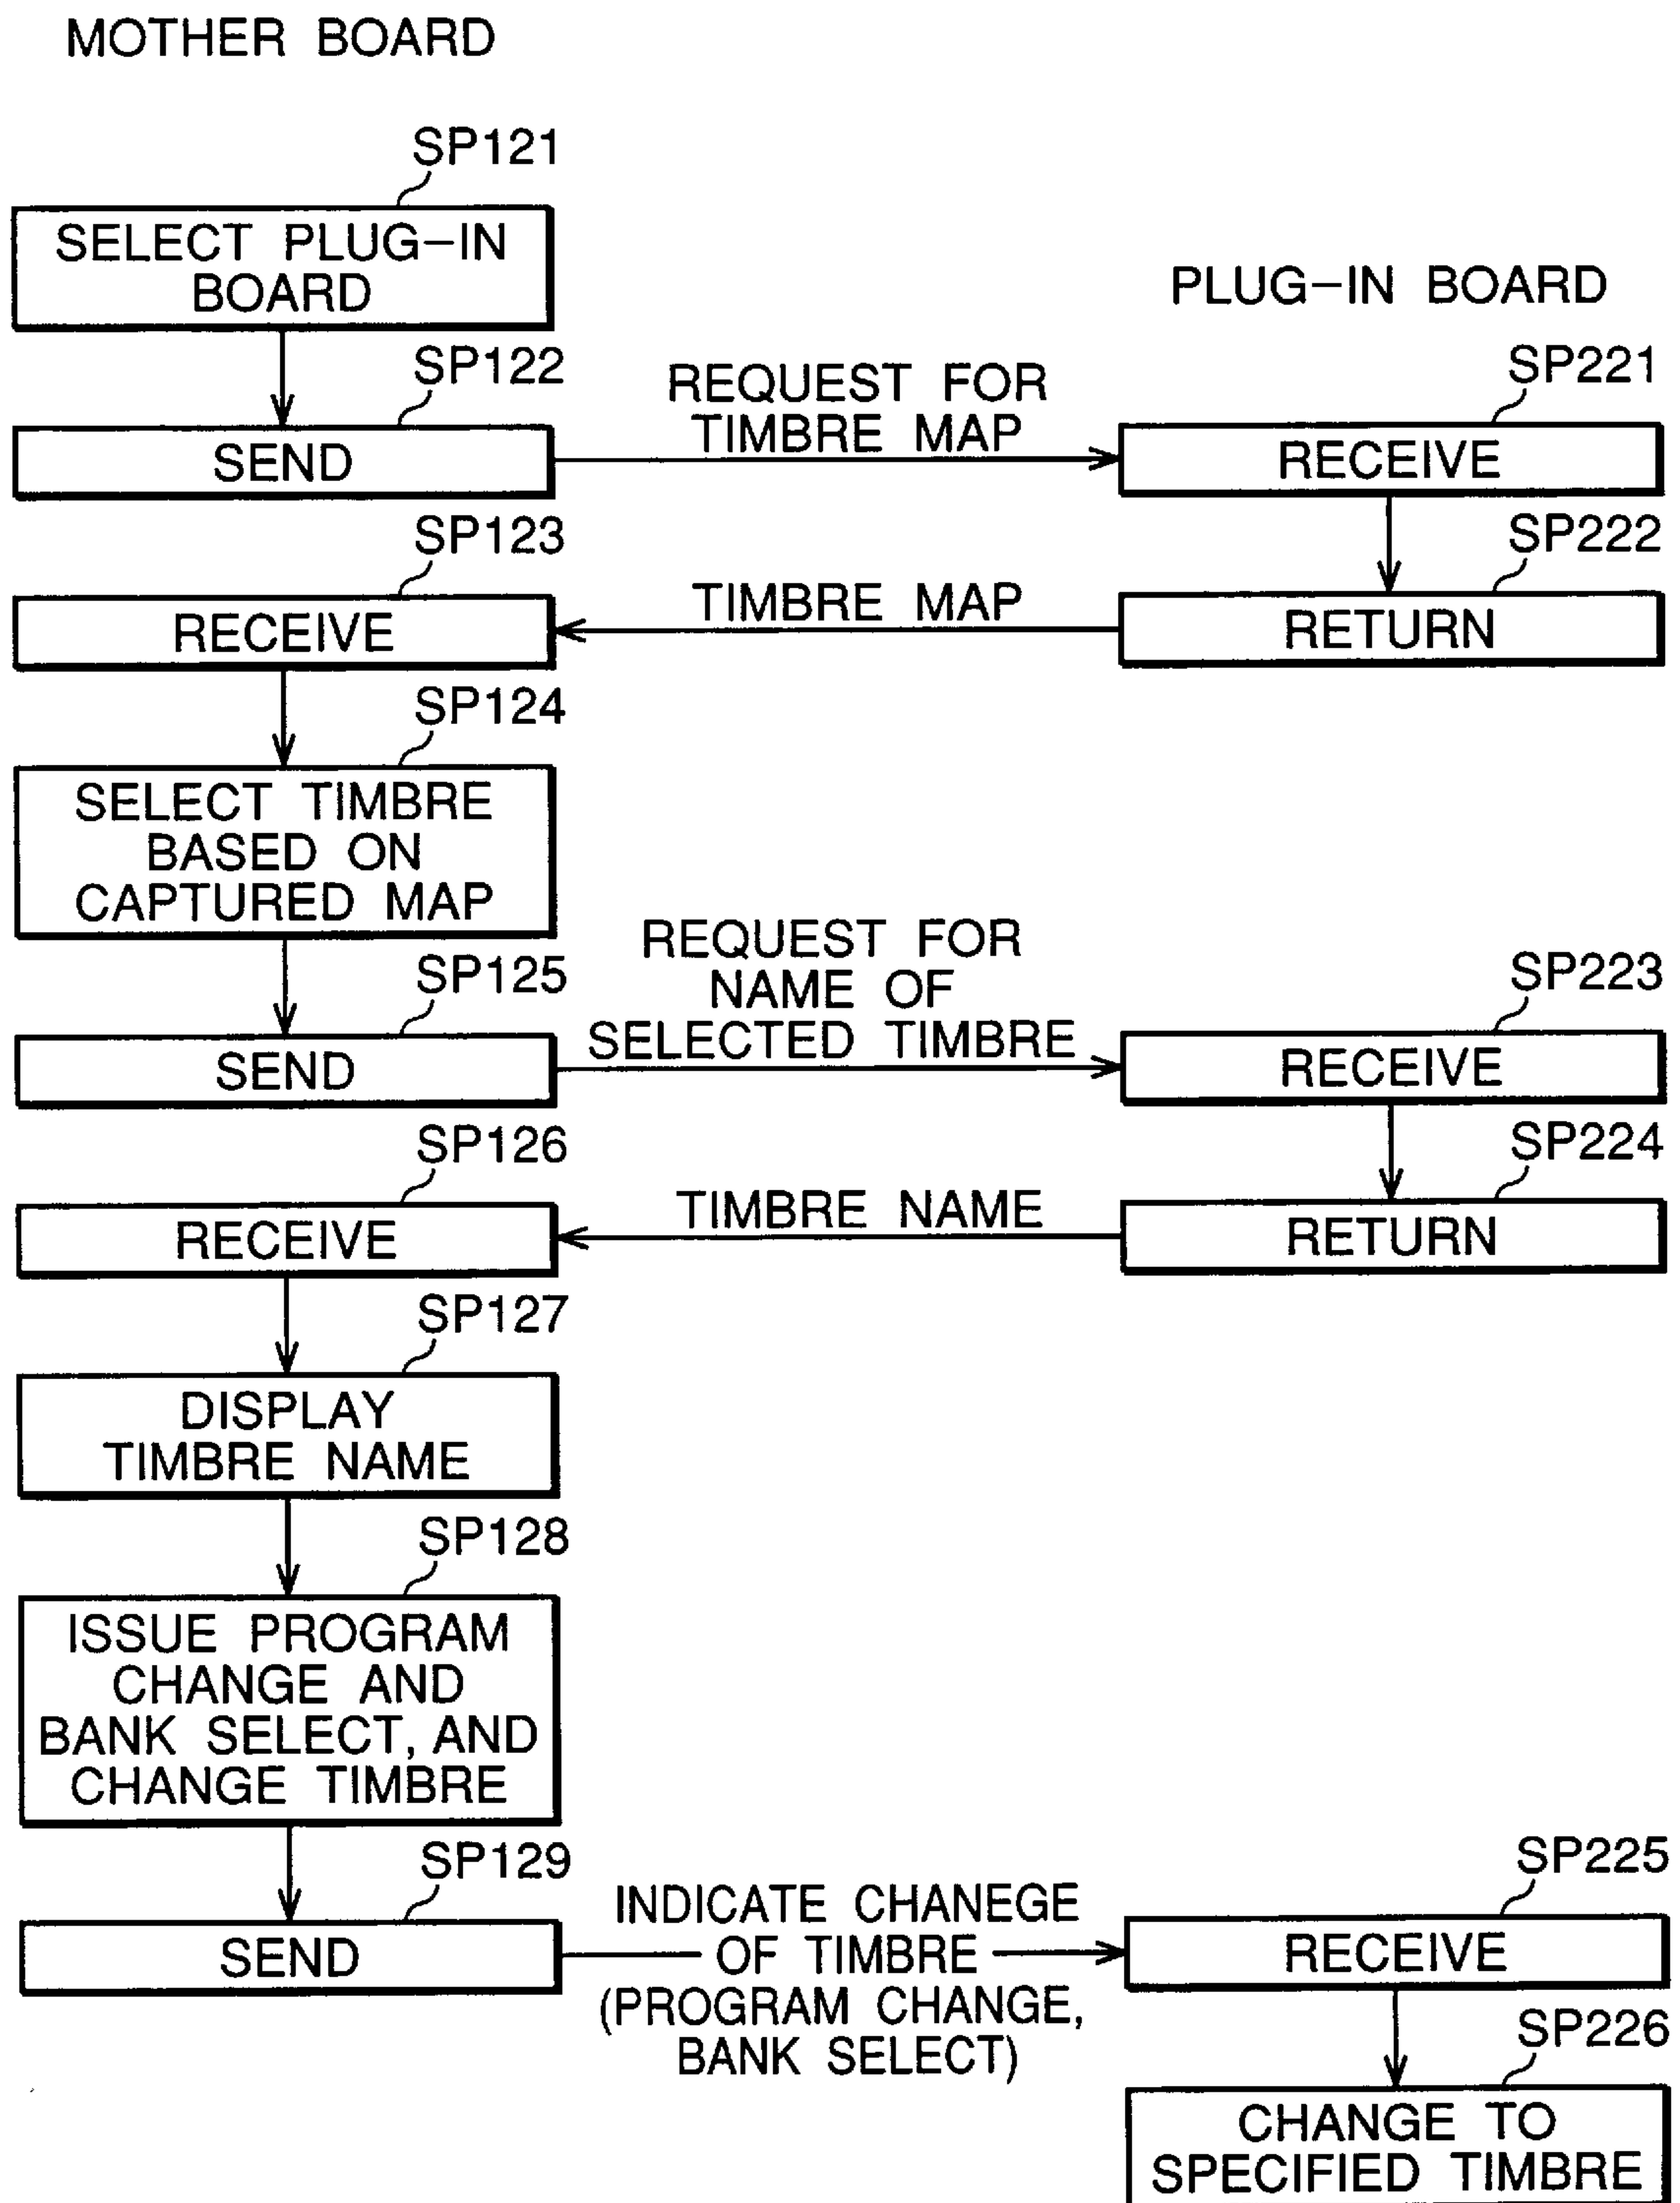 MOTHER BOARD
SP121
SELECT PLUG-IN
BOARD
PLUG-IN BOARD
SP122
SEND
REQUEST FOR
TIMBRE MAP
SP221
RECEIVE
SP123
RECEIVE
TIMBRE MAP
SP222
RETURN
SP124
SELECT TIMBRE
BASED ON
CAPTURED MAP
SP125
SEND
REQUEST FOR
NAME OF
SELECTED TIMBRE
SP223
RECEIVE
SP126
RECEIVE
TIMBRE NAME
SP224
RETURN
SP127
DISPLAY
TIMBRE NAME
SP128
ISSUE PROGRAM
CHANGE AND
BANK SELECT, AND
CHANGE TIMBRE
SP129
SEND
INDICATE CHANEGE
OF TIMBRE
(PROGRAM CHANGE,
BANK SELECT)
SP225
RECEIVE
SP226
CHANGE TO
SPECIFIED TIMBRE